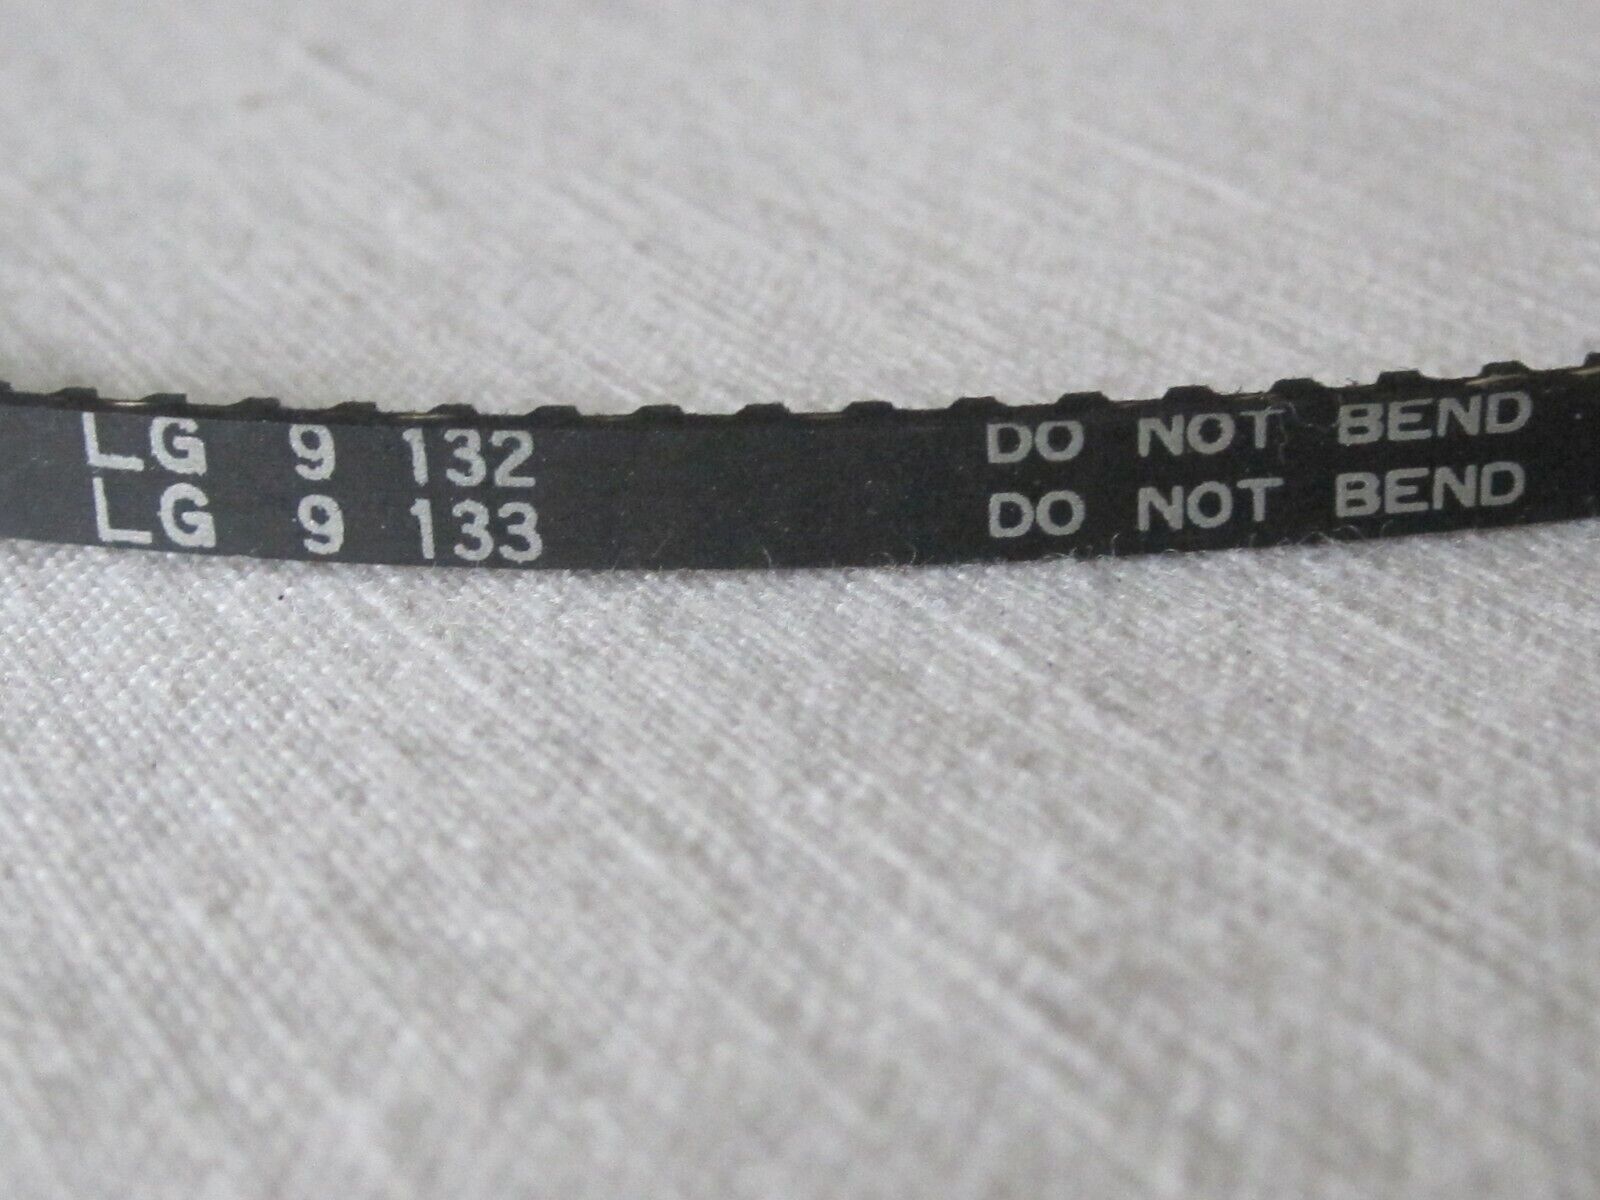 LG 9 132 DO NOT BEND
LG 9 133 DO NOT BEND